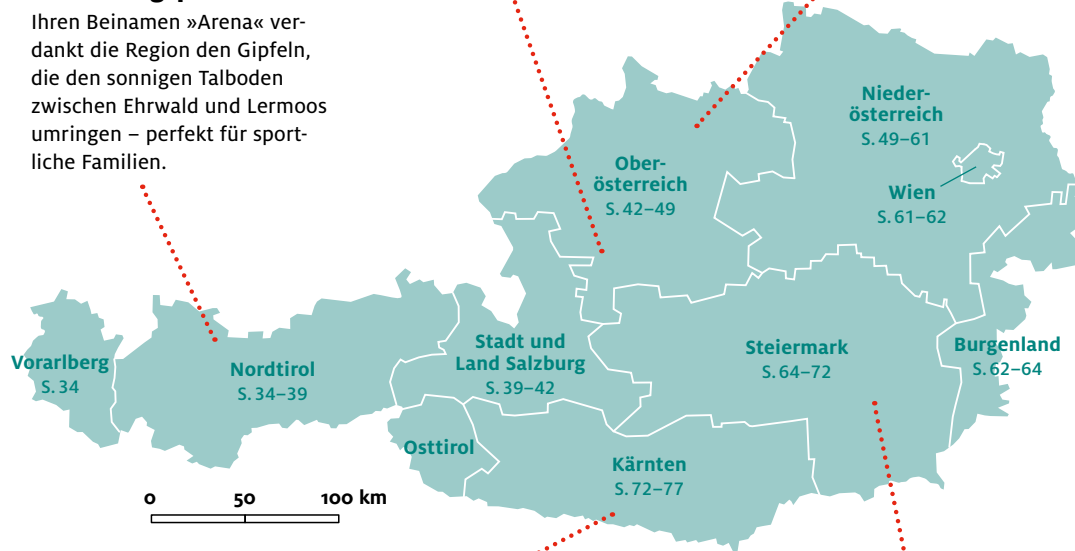 Ihren Beinamen »Arena« ver-
dankt die Region den Gipfeln,
die den sonnigen Talboden
zwischen Ehrwald und Lermoos
umringen – perfekt für sport-
liche Familien.
Nieder-
österreich
S. 49–61
Ober-
österreich
S. 42–49
Wien
S. 61–62
Vorarlberg
S. 34
Nordtirol
S. 34–39
Stadt und
Land Salzburg
S. 39–42
Steiermark
S. 64–72
Burgenland
S. 62–64
Osttirol
Kärnten
S. 72–77
0 50 100 km